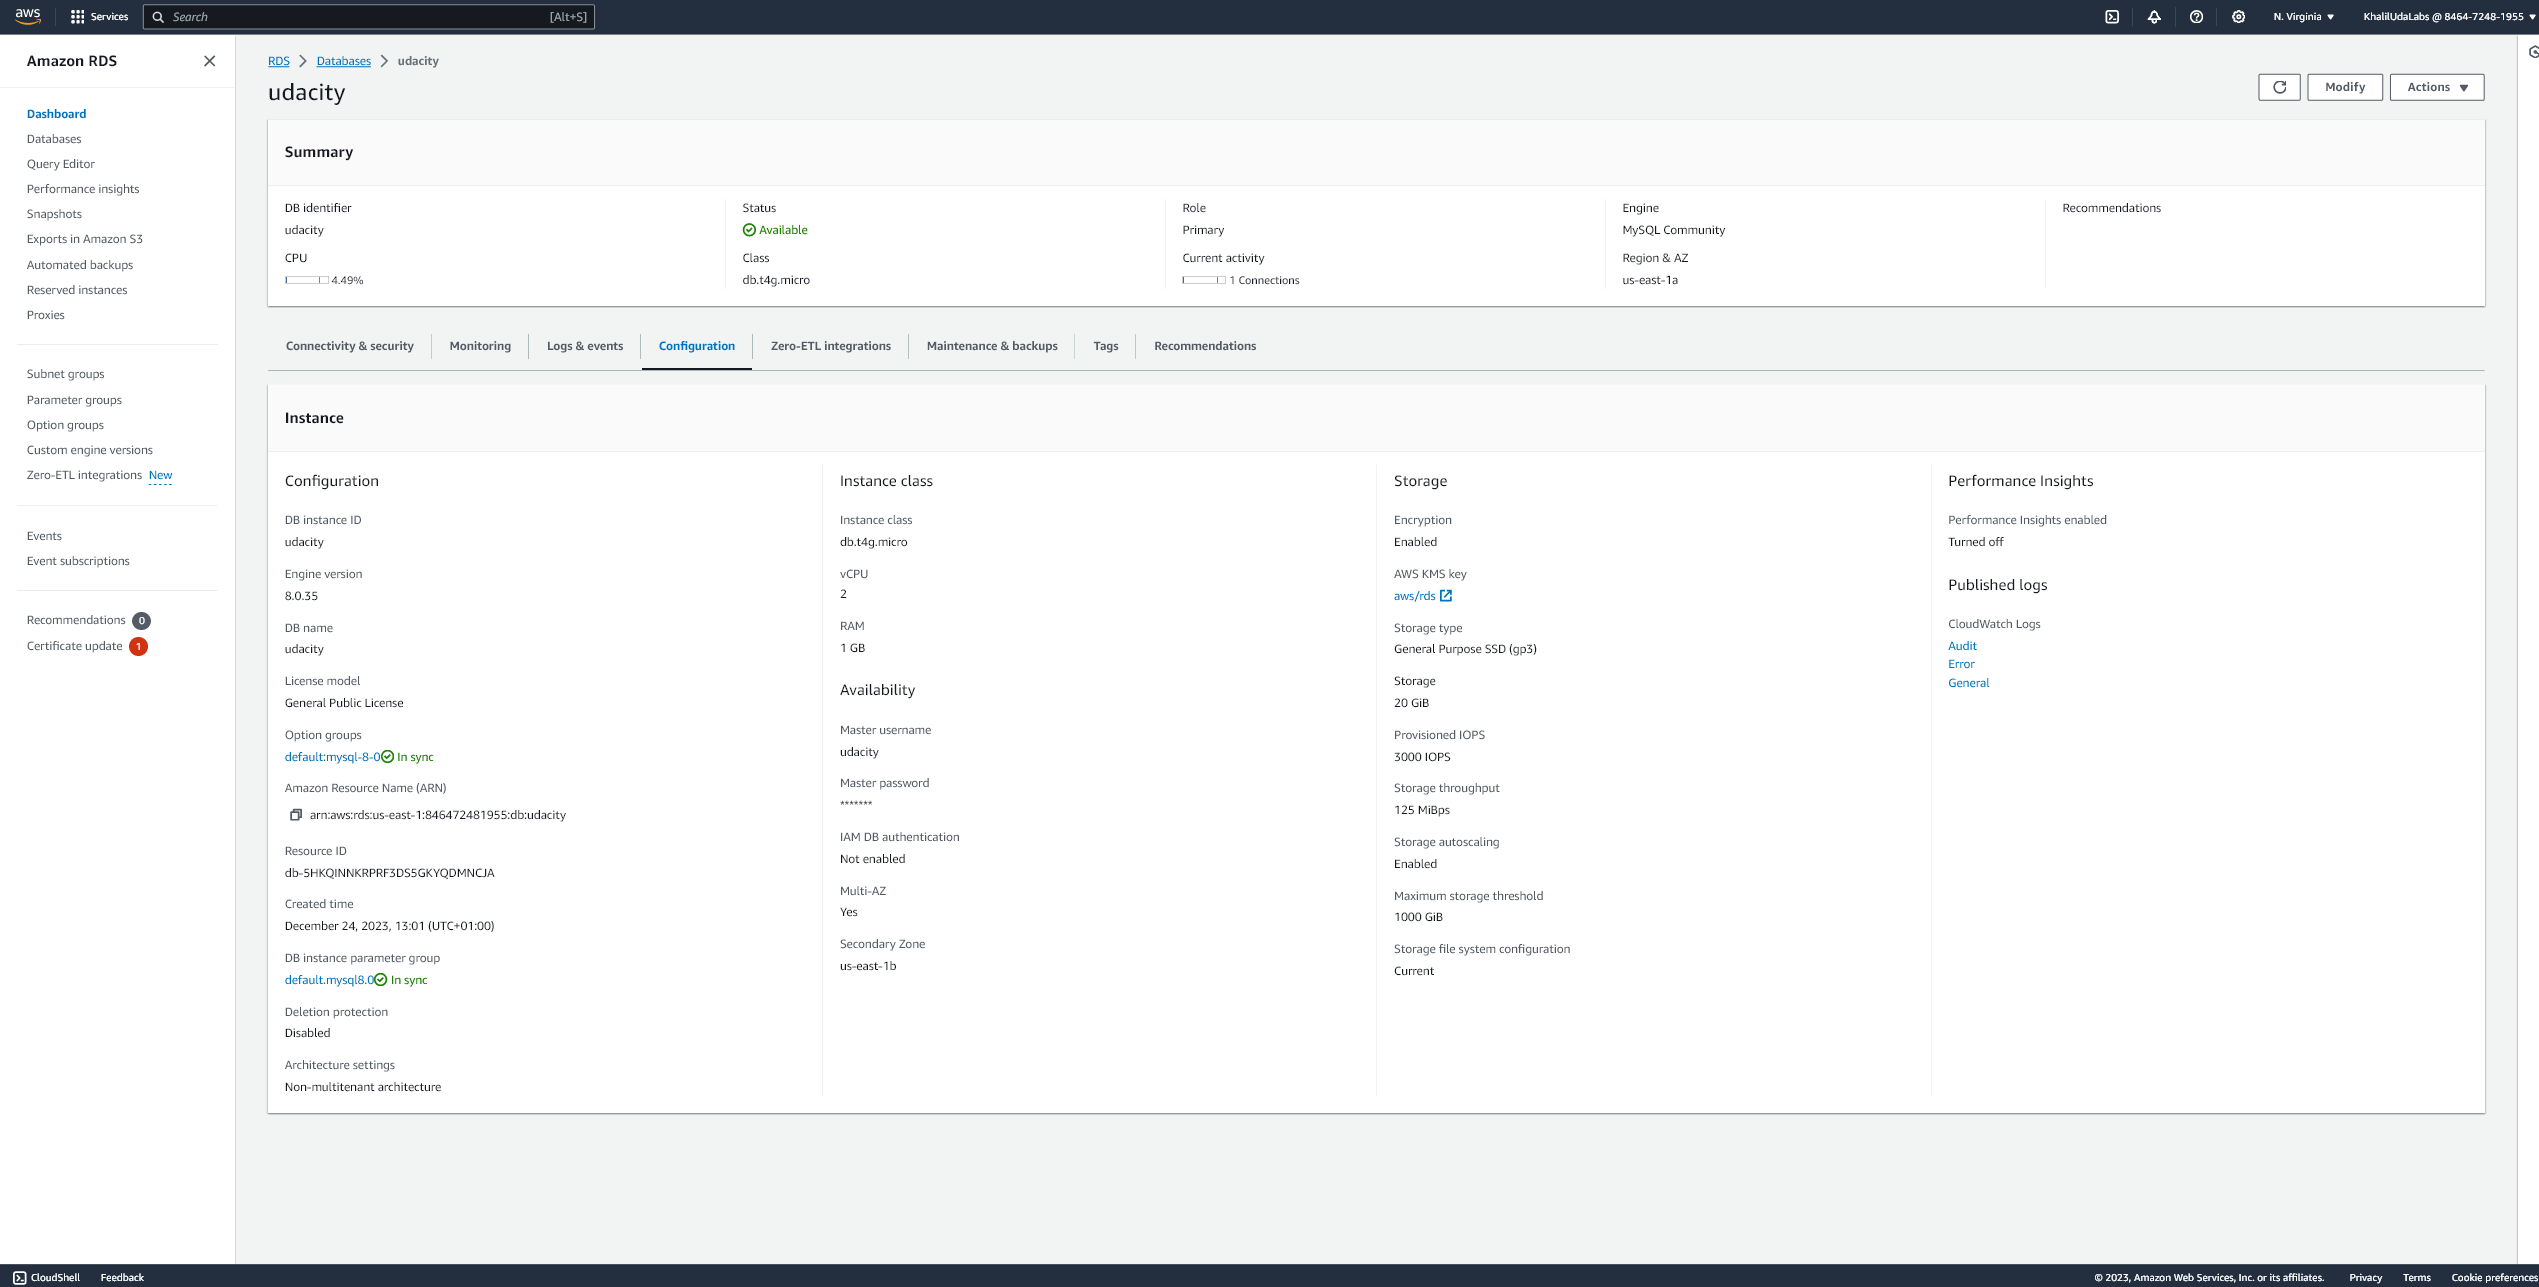 aws
Services
Search
[Alt+S]
N. Virginia
KhalilUdaLabs @ 8464-7248-1955
Amazon RDS
Dashboard
Databases
Query Editor
Performance insights
Snapshots
Exports in Amazon S3
Automated backups
Reserved instances
Proxies
Subnet groups
Parameter groups
Option groups
Custom engine versions
Zero-ETL integrations New
Events
Event subscriptions
Recommendations 0
Certificate update 1
RDS > Databases > udacity
udacity
Modify
Actions
Summary
DB identifier
udacity
CPU
4.49%
Status
Available
Class
db.t4g.micro
Role
Primary
Current activity
1 Connections
Engine
MySQL Community
Region & AZ
us-east-1a
Recommendations
Connectivity & security
Monitoring
Logs & events
Configuration
Zero-ETL integrations
Maintenance & backups
Tags
Recommendations
Instance
Configuration
DB instance ID
udacity
Engine version
8.0.35
DB name
udacity
License model
General Public License
Option groups
default:mysql-8-0 In sync
Amazon Resource Name (ARN)
arn:aws:rds:us-east-1:846472481955:db:udacity
Resource ID
db-5HKQINNKRPRF3DS5GKYQDMNCJA
Created time
December 24, 2023, 13:01 (UTC+01:00)
DB instance parameter group
default.mysql8.0 In sync
Deletion protection
Disabled
Architecture settings
Non-multitenant architecture
Instance class
Instance class
db.t4g.micro
vCPU
2
RAM
1 GB
Availability
Master username
udacity
Master password
*******
IAM DB authentication
Not enabled
Multi-AZ
Yes
Secondary Zone
us-east-1b
Storage
Encryption
Enabled
AWS KMS key
aws/rds
Storage type
General Purpose SSD (gp3)
Storage
20 GiB
Provisioned IOPS
3000 IOPS
Storage throughput
125 MiBps
Storage autoscaling
Enabled
Maximum storage threshold
1000 GiB
Storage file system configuration
Current
Performance Insights
Performance Insights enabled
Turned off
Published logs
CloudWatch Logs
Audit
Error
General
CloudShell
Feedback
© 2023, Amazon Web Services, Inc. or its affiliates.
Privacy
Terms
Cookie preferences